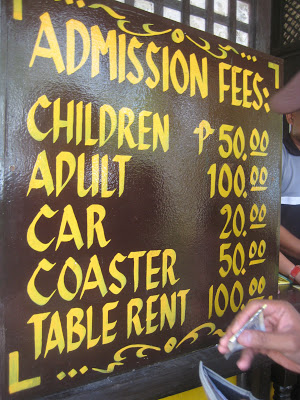 ADMISSION FEES:
CHILDREN ₱ 50.00
ADULT 100.00
CAR 20.00
COASTER 50.00
TABLE RENT 100.00